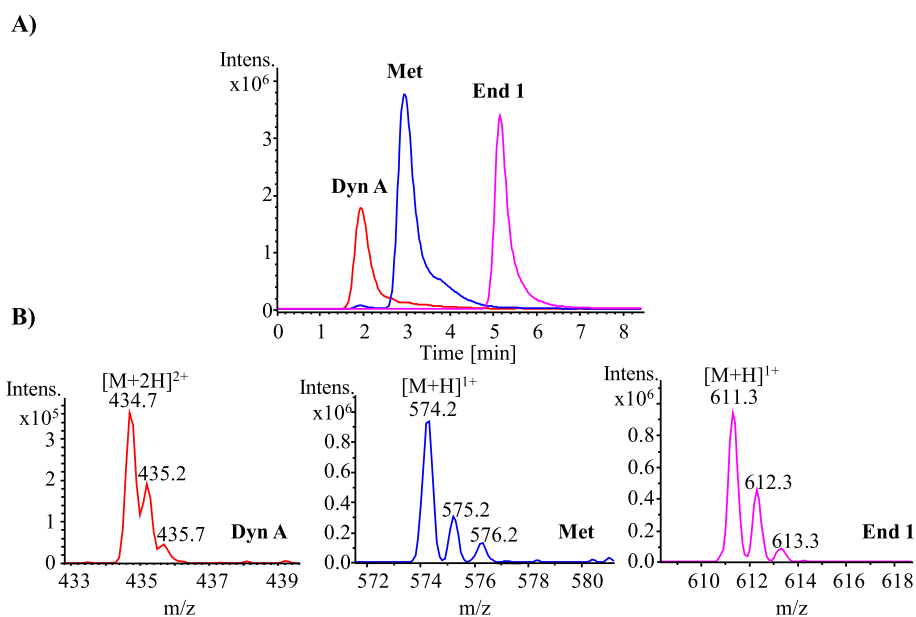 A)
Intens.
x10⁶
Met
End 1
Dyn A
3
2
1
0
0 1 2 3 4 5 6 7 8
Time [min]
B)
Intens.
x10⁵
[M+2H]²⁺
434.7
435.2
435.7
Dyn A
3
2
1
0
433 435 437 439
m/z
Intens.
x10⁶
[M+H]¹⁺
574.2
575.2
576.2
Met
0.8
0.6
0.4
0.2
0.0
572 574 576 578 580
m/z
Intens.
x10⁶
[M+H]¹⁺
611.3
612.3
613.3
End 1
0.8
0.6
0.4
0.2
0.0
610 612 614 616 618
m/z